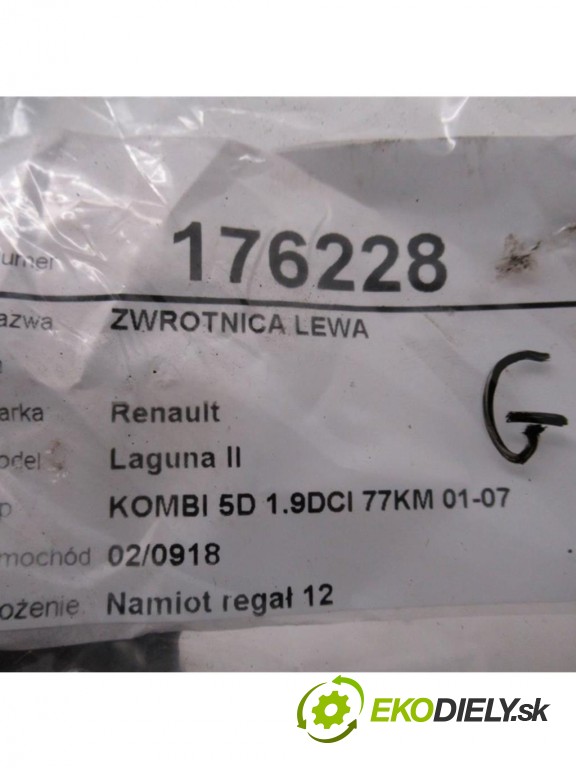 umer 176228
azwa ZWROTNICA LEWA
arka Renault
odel Laguna II
p KOMBI 5D 1.9DCI 77KM 01-07
mochód 02/0918
ożenie Namiot regał 12
G
EKODIELY.sk